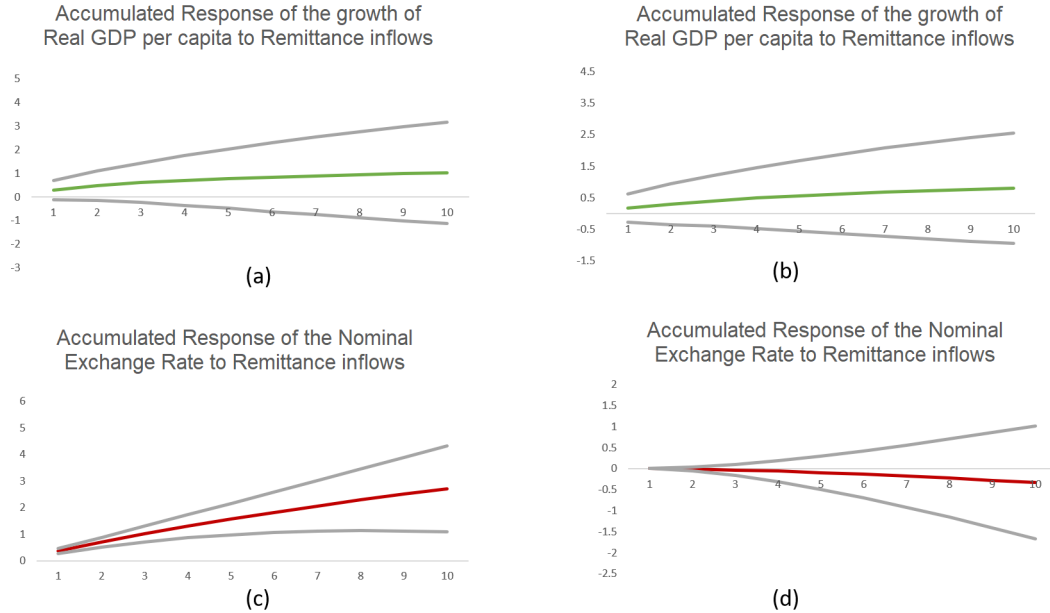 Accumulated Response of the growth of
Real GDP per capita to Remittance inflows
5
4
3
2
1
0
-1
-2
-3
1 2 3 4 5 6 7 8 9 10
(a)
Accumulated Response of the growth of
Real GDP per capita to Remittance inflows
4.5
3.5
2.5
1.5
0.5
-0.5
-1.5
1 2 3 4 5 6 7 8 9 10
(b)
Accumulated Response of the Nominal
Exchange Rate to Remittance inflows
6
5
4
3
2
1
0
1 2 3 4 5 6 7 8 9 10
(c)
Accumulated Response of the Nominal
Exchange Rate to Remittance inflows
2
1.5
1
0.5
0
-0.5
-1
-1.5
-2
-2.5
1 2 3 4 5 6 7 8 9 10
(d)